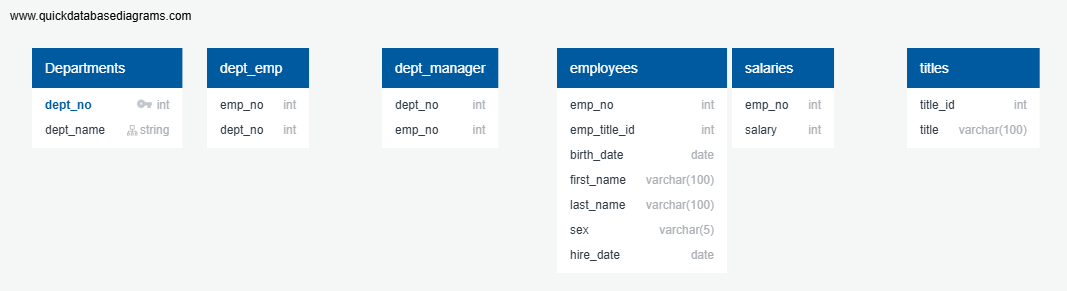 www.quickdatabasediagrams.com
Departments
dept_no int
dept_name string
dept_emp
emp_no int
dept_no int
dept_manager
dept_no int
emp_no int
employees
emp_no int
emp_title_id int
birth_date date
first_name varchar(100)
last_name varchar(100)
sex varchar(5)
hire_date date
salaries
emp_no int
salary int
titles
title_id int
title varchar(100)